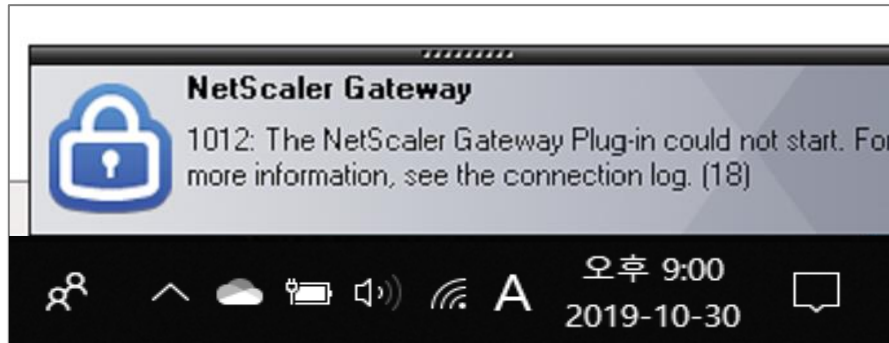 NetScaler Gateway
1012: The NetScaler Gateway Plug-in could not start. For
more information, see the connection log. (18)
A
오후 9:00
2019-10-30